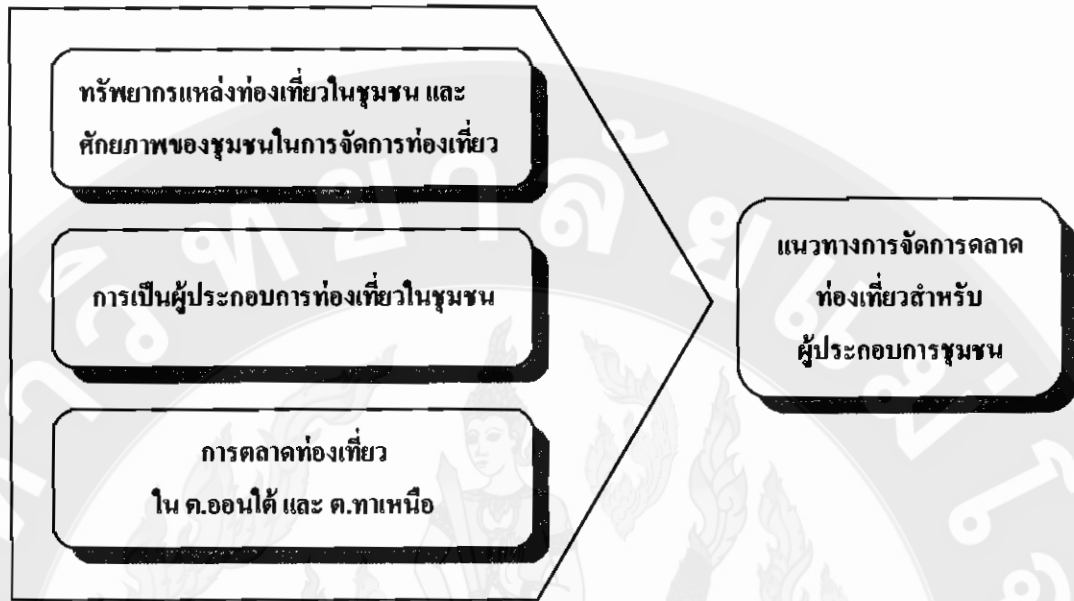 ทรัพยากรแหล่งท่องเที่ยวในชุมชน และ
ศักยภาพของชุมชนในการจัดการท่องเที่ยว
การเป็นผู้ประกอบการท่องเที่ยวในชุมชน
การตลาดท่องเที่ยว
ใน ต.ออนใต้ และ ต.ทาเหนือ
แนวทางการจัดการตลาด
ท่องเที่ยวสำหรับ
ผู้ประกอบการชุมชน